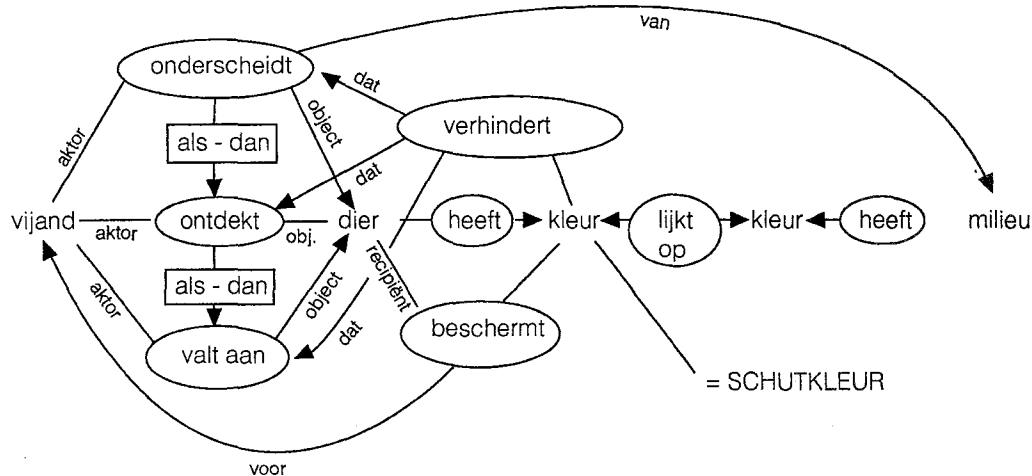 van
onderscheidt
dat
object
verhindert
aktor
als - dan
dat
vijand
aktor
ontdekt
obj.
dier
heeft
kleur
lijkt
op
kleur
heeft
milieu
als - dan
aktor
object
recipiënt
dat
beschermt
valt aan
= SCHUTKLEUR
voor